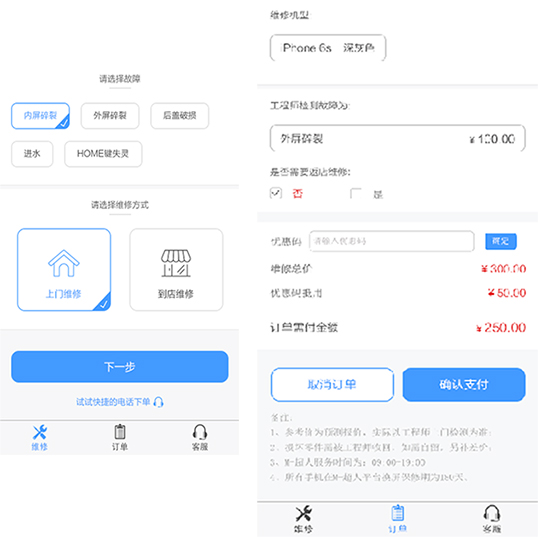 请选择故障
内屏碎裂
外屏碎裂
后盖破损
进水
HOME键失灵
请选择维修方式
上门维修
到店维修
下一步
试试快捷的电话下单
维修
订单
客服
维修机型
iPhone 6s 深灰色
工程师检测故障为:
外屏碎裂 ¥ 100.00
是否需要返店维修:
否
是
优惠码 请输入优惠码
确定
维修总价 ¥ 300.00
优惠码抵用 ¥ 50.00
订单需付金额 ¥ 250.00
取消订单
确认支付
备注:
1、参考价为预测报价，实际以工程师上门检测为准;
2、损坏零件需被工程师收回，如需自留，另补差价;
3、M-超人服务时间为: 09:00-19:00
4、所有手机在M-超人平台换屏保修期为180天。
维修
订单
客服